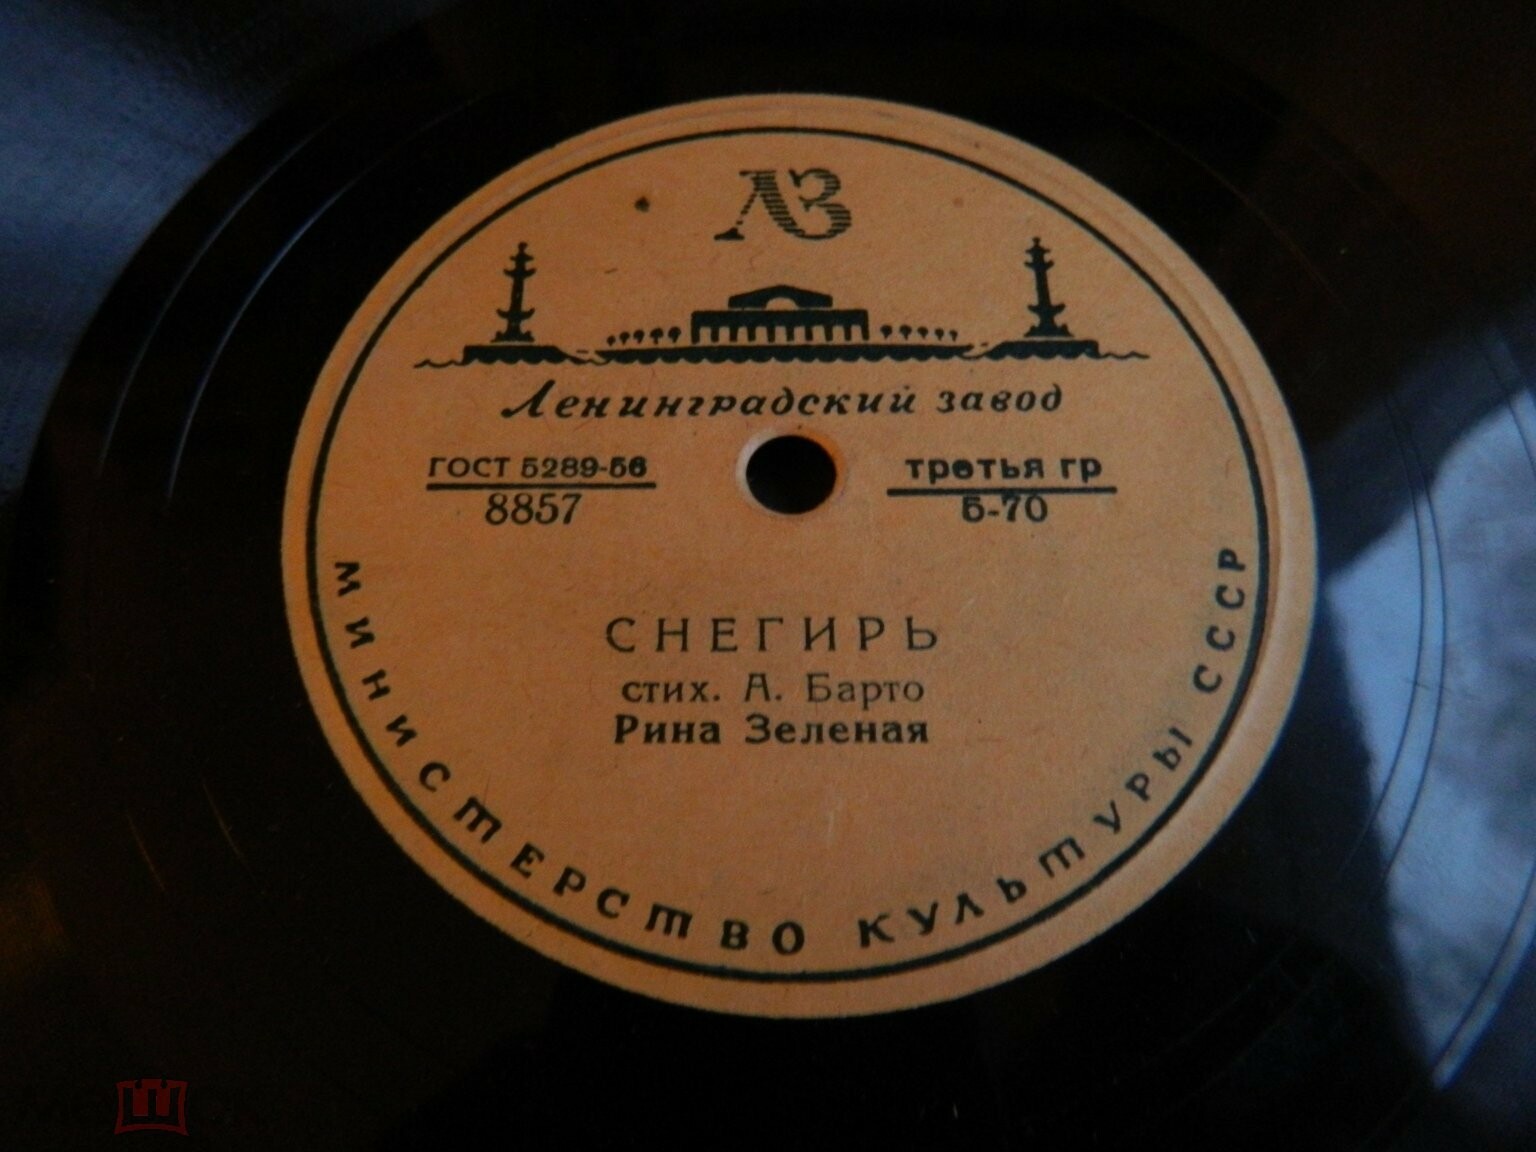 ЛЗ
Ленинградский завод
ГОСТ 5289-56
8857
третья гр
Б-70
СНЕГИРЬ
стих. А. Барто
Рина Зеленая
МИНИСТЕРСТВО КУЛЬТУРЫ СССР